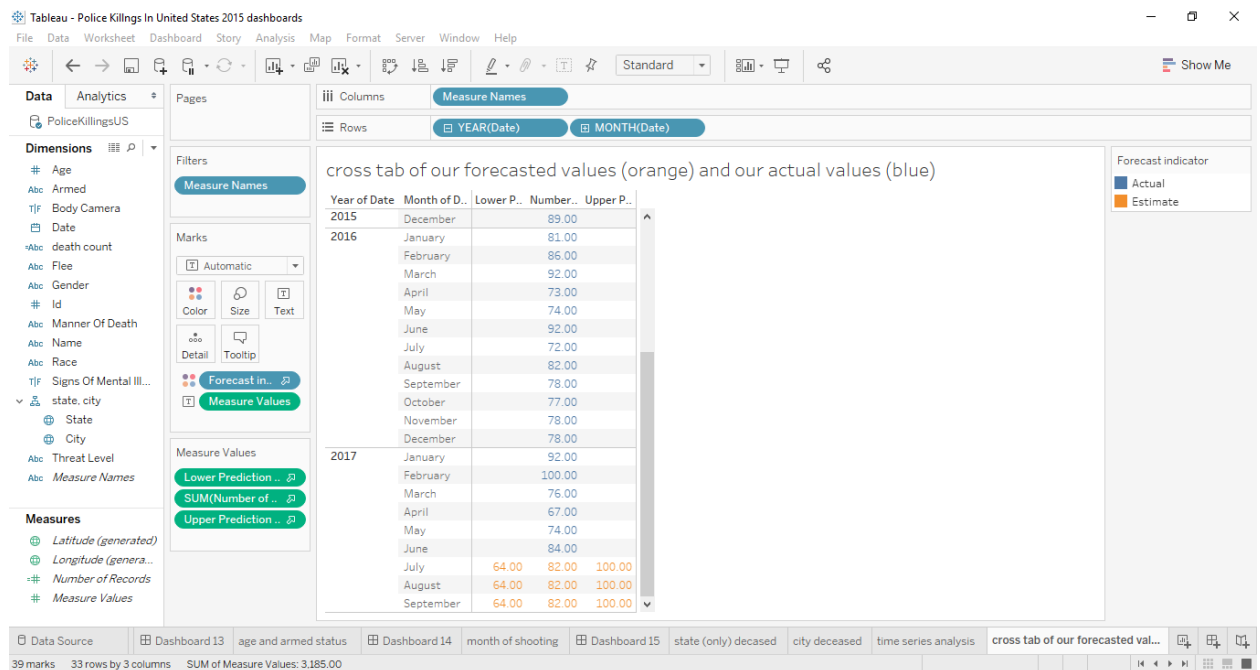 Tableau - Police Killngs In United States 2015 dashboards
File Data Worksheet Dashboard Story Analysis Map Format Server Window Help
Standard
Show Me
Data Analytics
PoliceKillingsUS
Dimensions
# Age
Abc Armed
T|F Body Camera
Date
=Abc death count
Abc Flee
Abc Gender
# Id
Abc Manner Of Death
Abc Name
Abc Race
T|F Signs Of Mental Ill...
state, city
State
City
Abc Threat Level
Abc Measure Names
Measures
Latitude (generated)
Longitude (genera...
=# Number of Records
# Measure Values
Pages
Filters
Measure Names
Marks
T Automatic
Color Size Text
Detail Tooltip
Forecast in..
Measure Values
Measure Values
Lower Prediction ..
SUM(Number of ..
Upper Prediction ..
Columns Measure Names
Rows YEAR(Date) MONTH(Date)
cross tab of our forecasted values (orange) and our actual values (blue)
Year of Date Month of D.. Lower P.. Number.. Upper P..
2015 December 89.00
2016 January 81.00
February 86.00
March 92.00
April 73.00
May 74.00
June 92.00
July 72.00
August 82.00
September 78.00
October 77.00
November 78.00
December 78.00
2017 January 92.00
February 100.00
March 76.00
April 67.00
May 74.00
June 84.00
July 64.00 82.00 100.00
August 64.00 82.00 100.00
September 64.00 82.00 100.00
Forecast indicator
Actual
Estimate
Data Source Dashboard 13 age and armed status Dashboard 14 month of shooting Dashboard 15 state (only) decased city deceased time series analysis cross tab of our forecasted val...
39 marks 33 rows by 3 columns SUM of Measure Values: 3,185.00